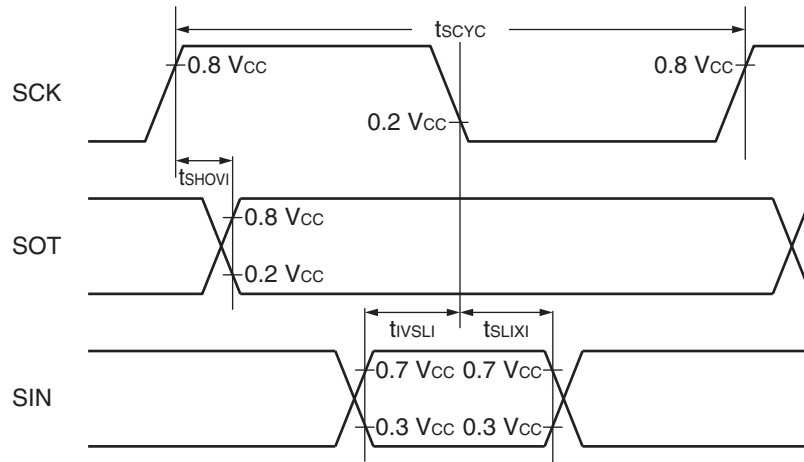 tSCYC
SCK
0.8 VCC
0.8 VCC
0.2 VCC
tSHOVI
SOT
0.8 VCC
0.2 VCC
tIVSLI
tSLIXI
SIN
0.7 VCC
0.7 VCC
0.3 VCC
0.3 VCC